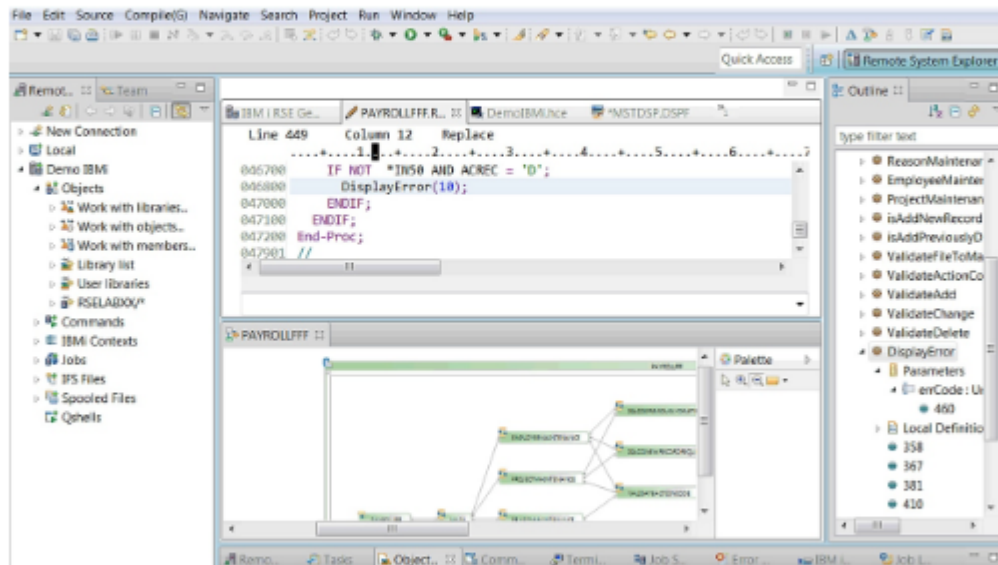 File Edit Source Compile(G) Navigate Search Project Run Window Help
Quick Access
Remote System Explorer
Remot...
Team
New Connection
Local
Demo IBMi
Objects
Work with libraries...
Work with objects...
Work with members...
Library list
User libraries
RSELABXX/*
Commands
IBMi Contexts
Jobs
IFS Files
Spooled Files
Qshells
IBM i RSE Ge...
PAYROLLFFF.R...
DemoIBMi.hce
*MSTDSP.DSPF
Line 449 Column 12 Replace
046700 IF NOT *IN50 AND ACREC = 'D';
046800 DisplayError(10);
047000 ENDIF;
047100 ENDIF;
047200 End-Proc;
047901 //
PAYROLLFFF
Palette
Outline
type filter text
ReasonMaintenar
EmployeeMainter
ProjectMaintenan
isAddNewRecord
isAddPreviouslyD
ValidateFileToMa
ValidateActionCo
ValidateAdd
ValidateChange
ValidateDelete
DisplayError
Parameters
errCode : Un
460
Local Definitio
358
367
381
410
Remo...
Tasks
Object...
Comm...
Termi...
Job S...
Error ...
IBM i...
Job L...